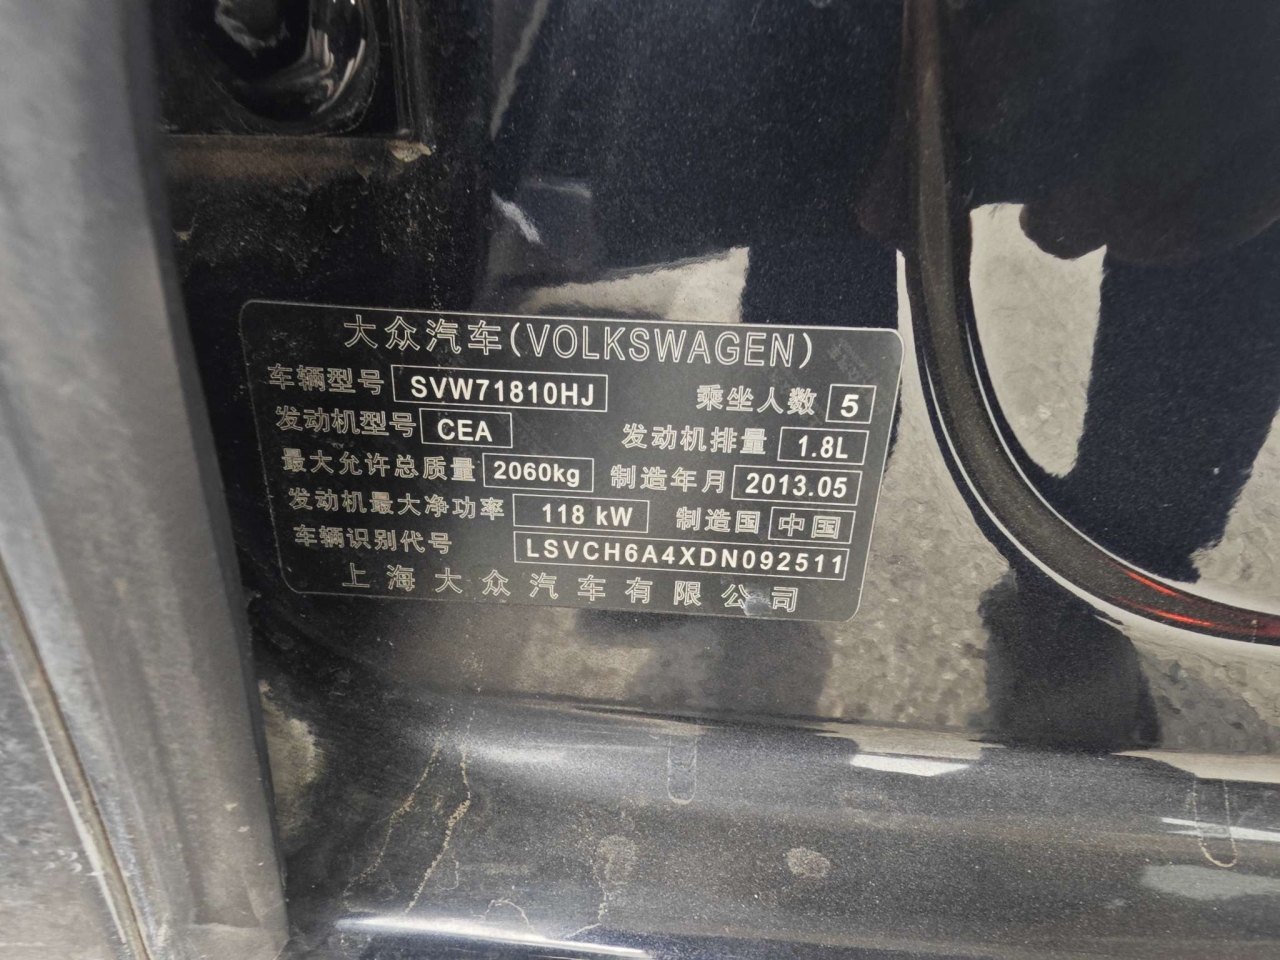 大众汽车(VOLKSWAGEN)
车辆型号 SVW71810HJ 乘坐人数 5
发动机型号 CEA 发动机排量 1.8L
最大允许总质量 2060kg 制造年月 2013.05
发动机最大净功率 118 kW 制造国 中国
车辆识别代号 LSVCH6A4XDN092511
上海大众汽车有限公司